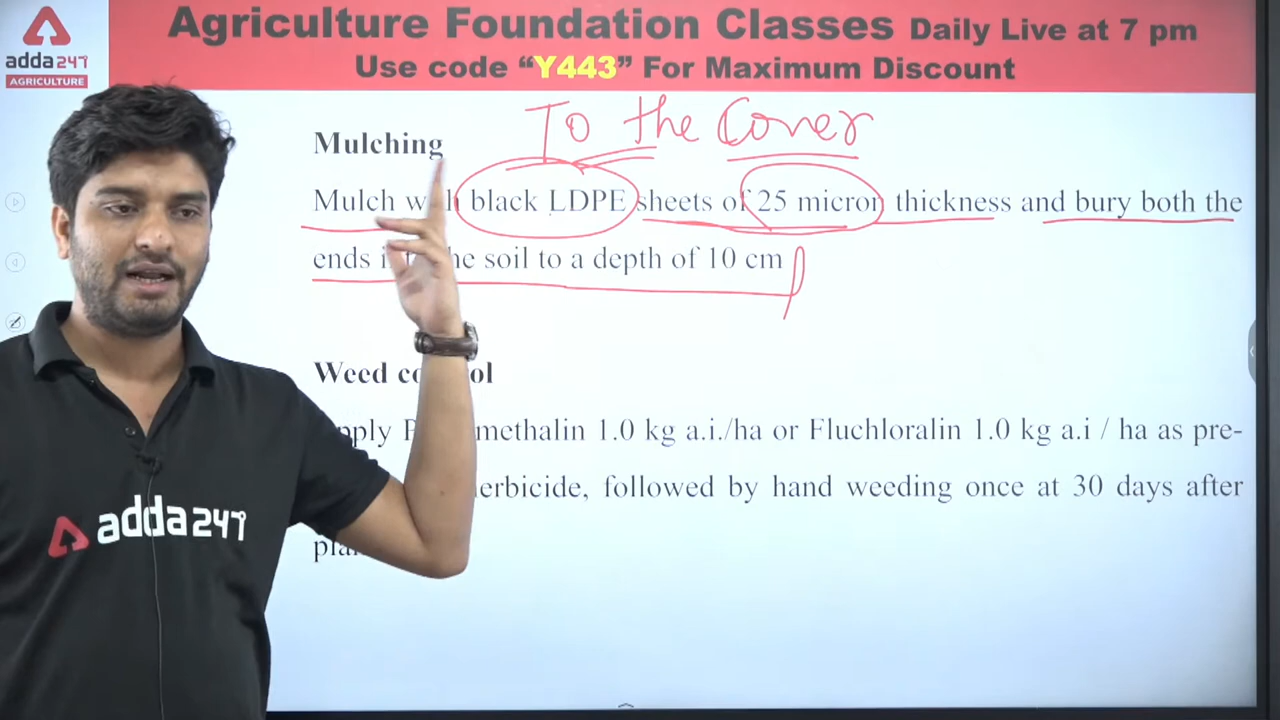 Agriculture Foundation Classes Daily Live at 7 pm
Use code “Y443” For Maximum Discount
adda247
AGRICULTURE
To the Cover
Mulching
Mulch black LDPE sheets of 25 micron thickness and bury both the
ends he soil to a depth of 10 cm
Weed
methalin 1.0 kg a.i./ha or Fluchloralin 1.0 kg a.i / ha as pre-
erbicide, followed by hand weeding once at 30 days after
adda247